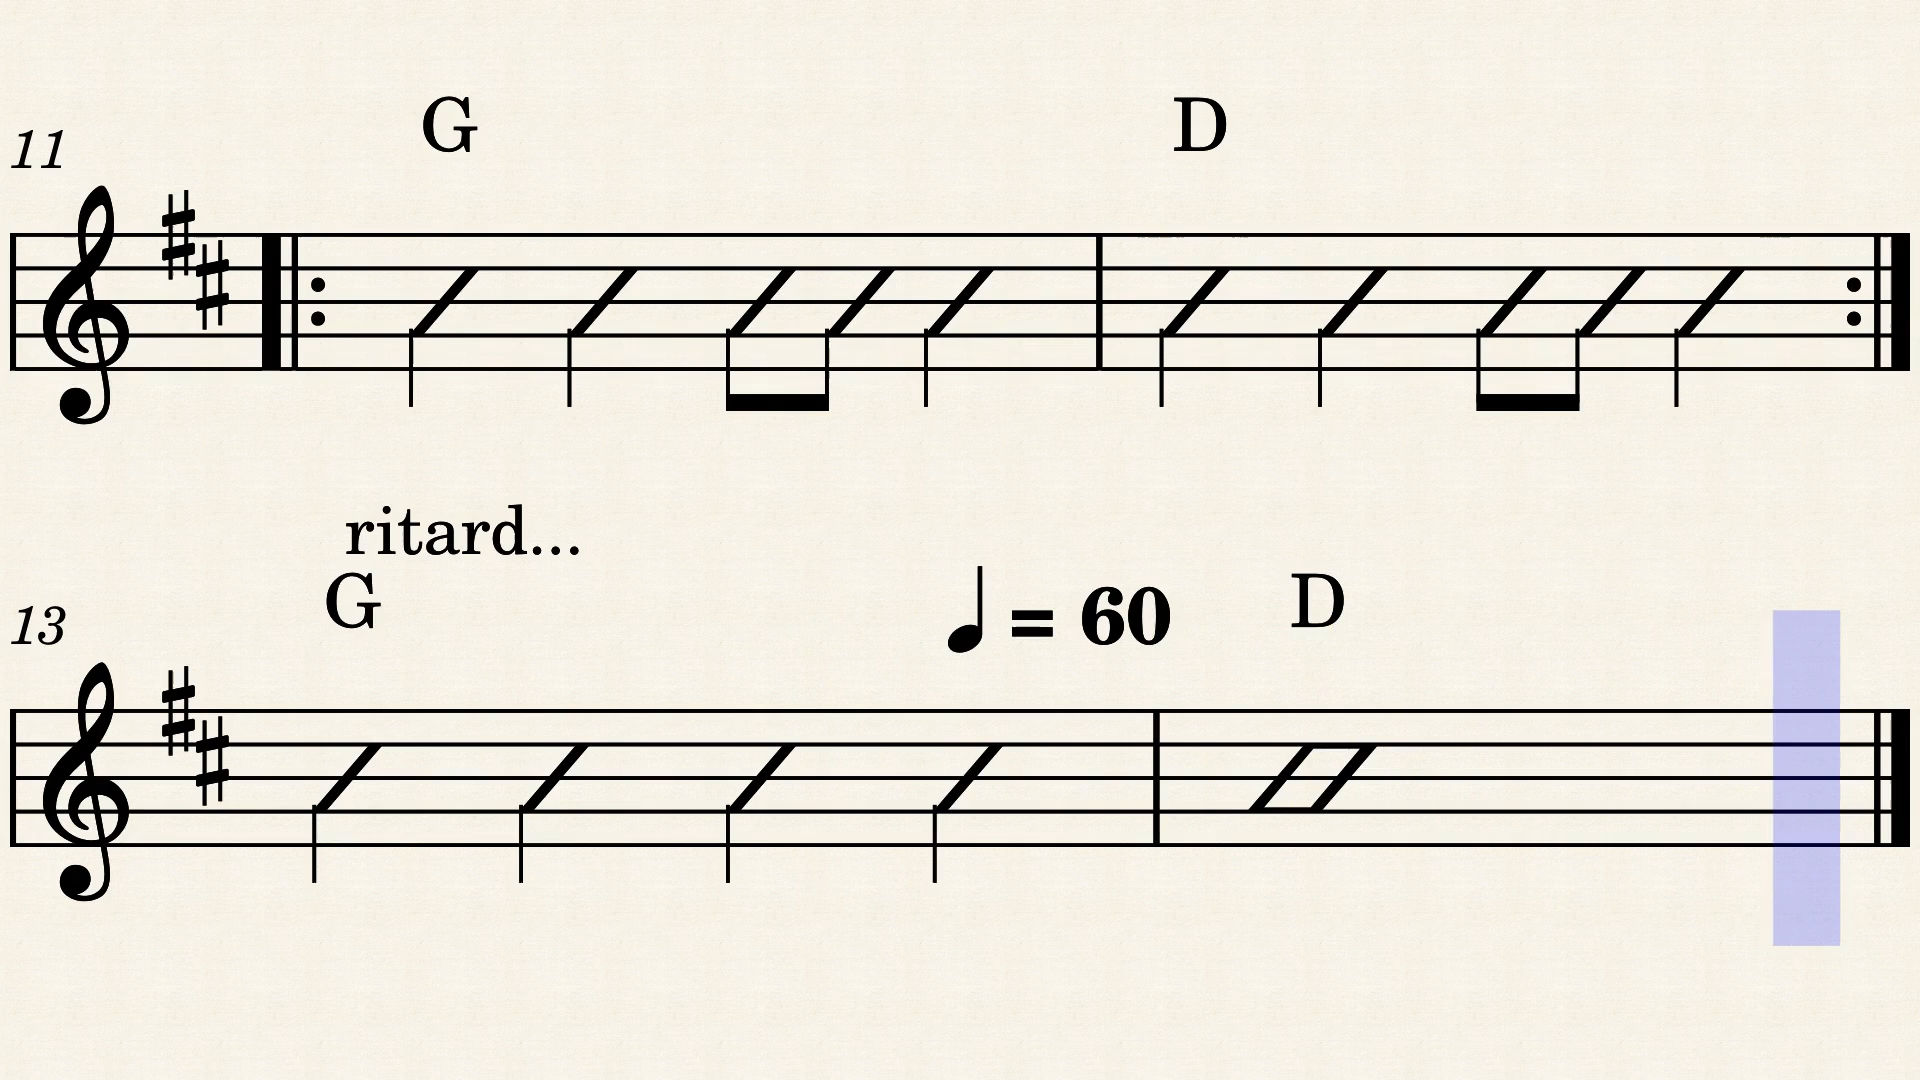 G D
11
ritard...
G
♩ = 60 D
13